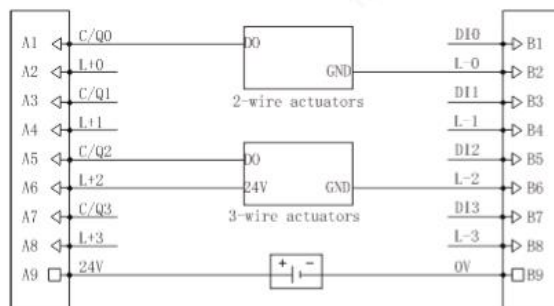 A1 C/Q0 DO DI0 B1
A2 L+0 GND L-0 B2
2-wire actuators
A3 C/Q1 DI1 B3
A4 L+1 L-1 B4
A5 C/Q2 DO DI2 B5
A6 L+2 24V GND L-2 B6
3-wire actuators
A7 C/Q3 DI3 B7
A8 L+3 L-3 B8
A9 24V + - 0V B9